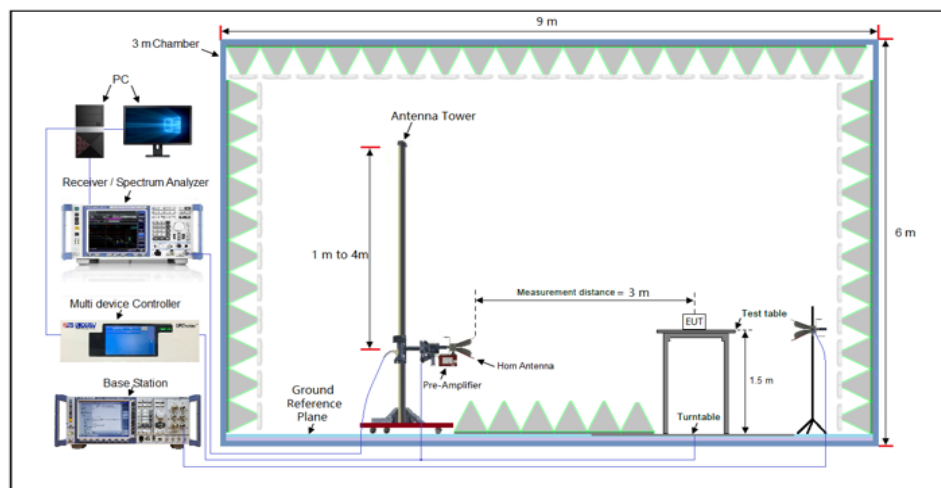 9 m
3 m Chamber
PC
Antenna Tower
Receiver / Spectrum Analyzer
6 m
1 m to 4m
Measurement distance = 3 m
Multi device Controller
EUT
Test table
Horn Antenna
Pre-Amplifier
1.5 m
Base Station
Ground
Reference
Plane
Turntable